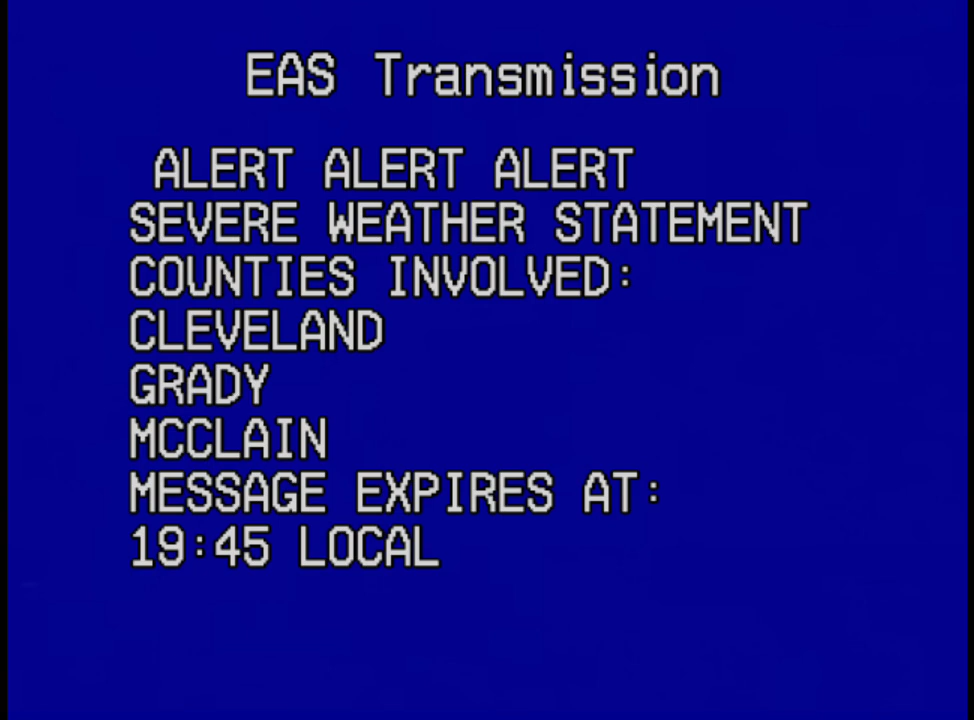 EAS Transmission
ALERT ALERT ALERT
SEVERE WEATHER STATEMENT
COUNTIES INVOLVED:
CLEVELAND
GRADY
MCCLAIN
MESSAGE EXPIRES AT:
19:45 LOCAL